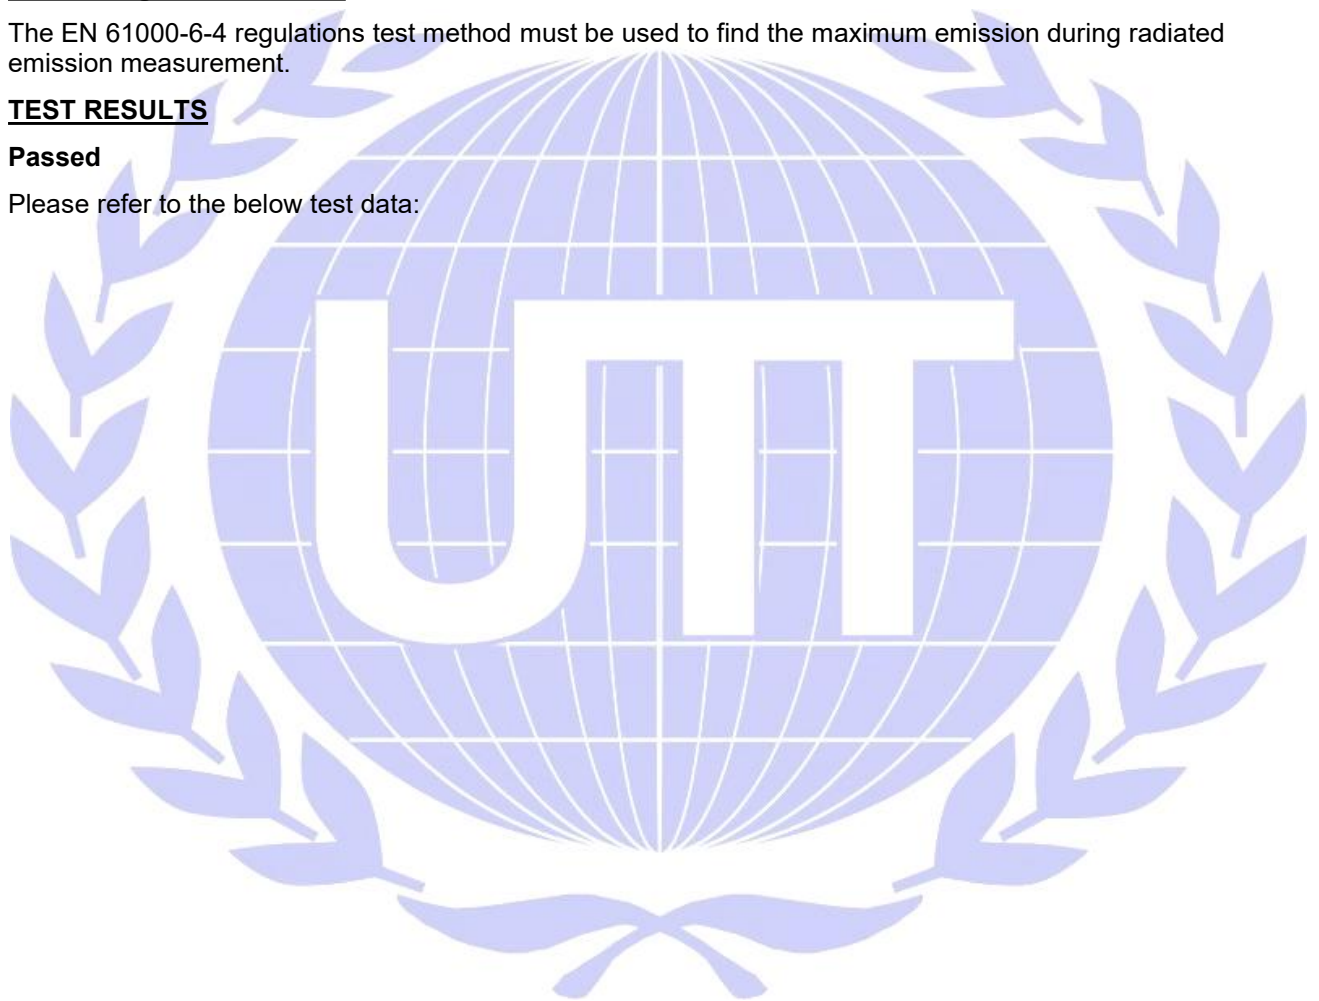 The EN 61000-6-4 regulations test method must be used to find the maximum emission during radiated
emission measurement.
TEST RESULTS
Passed
Please refer to the below test data:
UTT